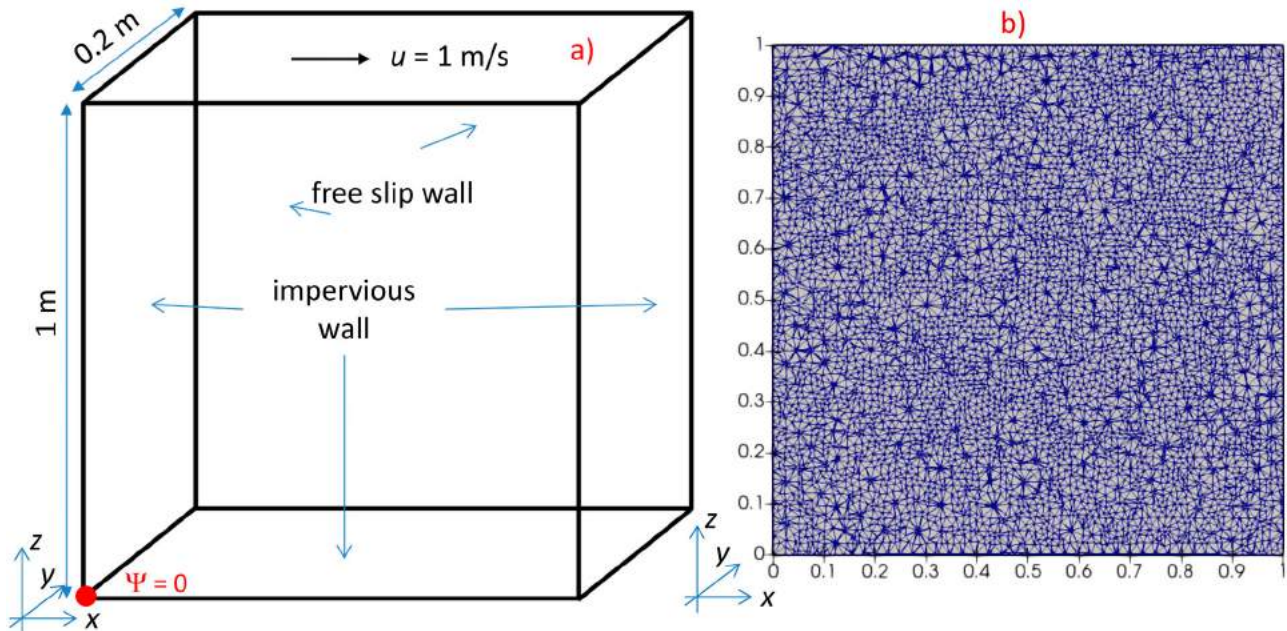 0.2 m
u = 1 m/s
a)
free slip wall
1 m
impervious
wall
Ψ = 0
z
y
x
z
y
x
b)
1
0.9
0.8
0.7
0.6
0.5
0.4
0.3
0.2
0.1
0
0 0.1 0.2 0.3 0.4 0.5 0.6 0.7 0.8 0.9 1